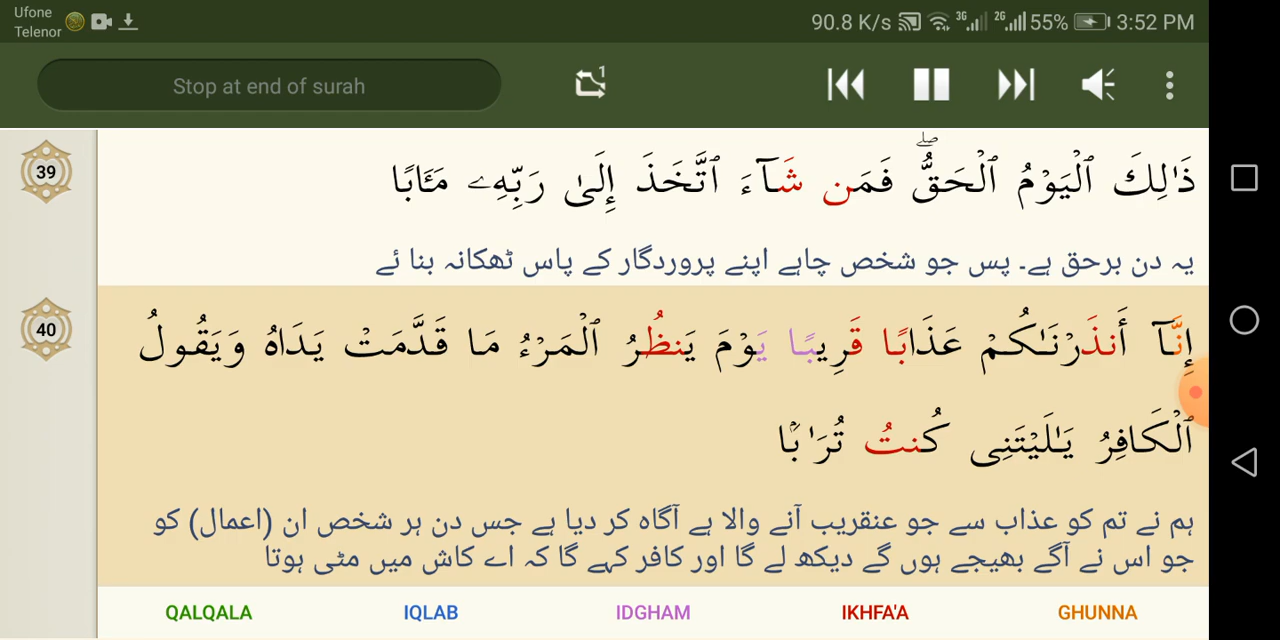 Ufone
Telenor
90.8 K/s 3G 2G 55% 3:52 PM
Stop at end of surah
1
39
ذَٰلِكَ ٱلْيَوْمُ ٱلْحَقُّ ۖ فَمَن شَآءَ ٱتَّخَذَ إِلَىٰ رَبِّهِۦ مَـَٔابًا
یہ دن برحق ہے۔ پس جو شخص چاہے اپنے پروردگار کے پاس ٹھکانہ بنا ئے
40
إِنَّآ أَنذَرْنَـٰكُمْ عَذَابًا قَرِيبًا يَوْمَ يَنظُرُ ٱلْمَرْءُ مَا قَدَّمَتْ يَدَاهُ وَيَقُولُ
ٱلْكَافِرُ يَـٰلَيْتَنِى كُنتُ تُرَٰبًۢا
ہم نے تم کو عذاب سے جو عنقریب آنے والا ہے آگاہ کر دیا ہے جس دن ہر شخص ان (اعمال) کو
جو اس نے آگے بھیجے ہوں گے دیکھ لے گا اور کافر کہے گا کہ اے کاش میں مٹی ہوتا
QALQALA IQLAB IDGHAM IKHFA'A GHUNNA